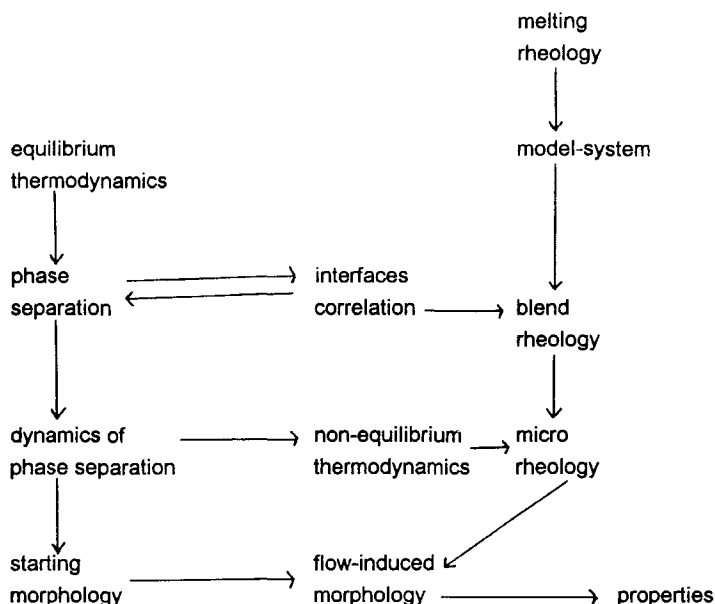 melting
rheology
equilibrium
thermodynamics
model-system
phase
separation
interfaces
correlation
blend
rheology
dynamics of
phase separation
non-equilibrium
thermodynamics
micro
rheology
starting
morphology
flow-induced
morphology
properties